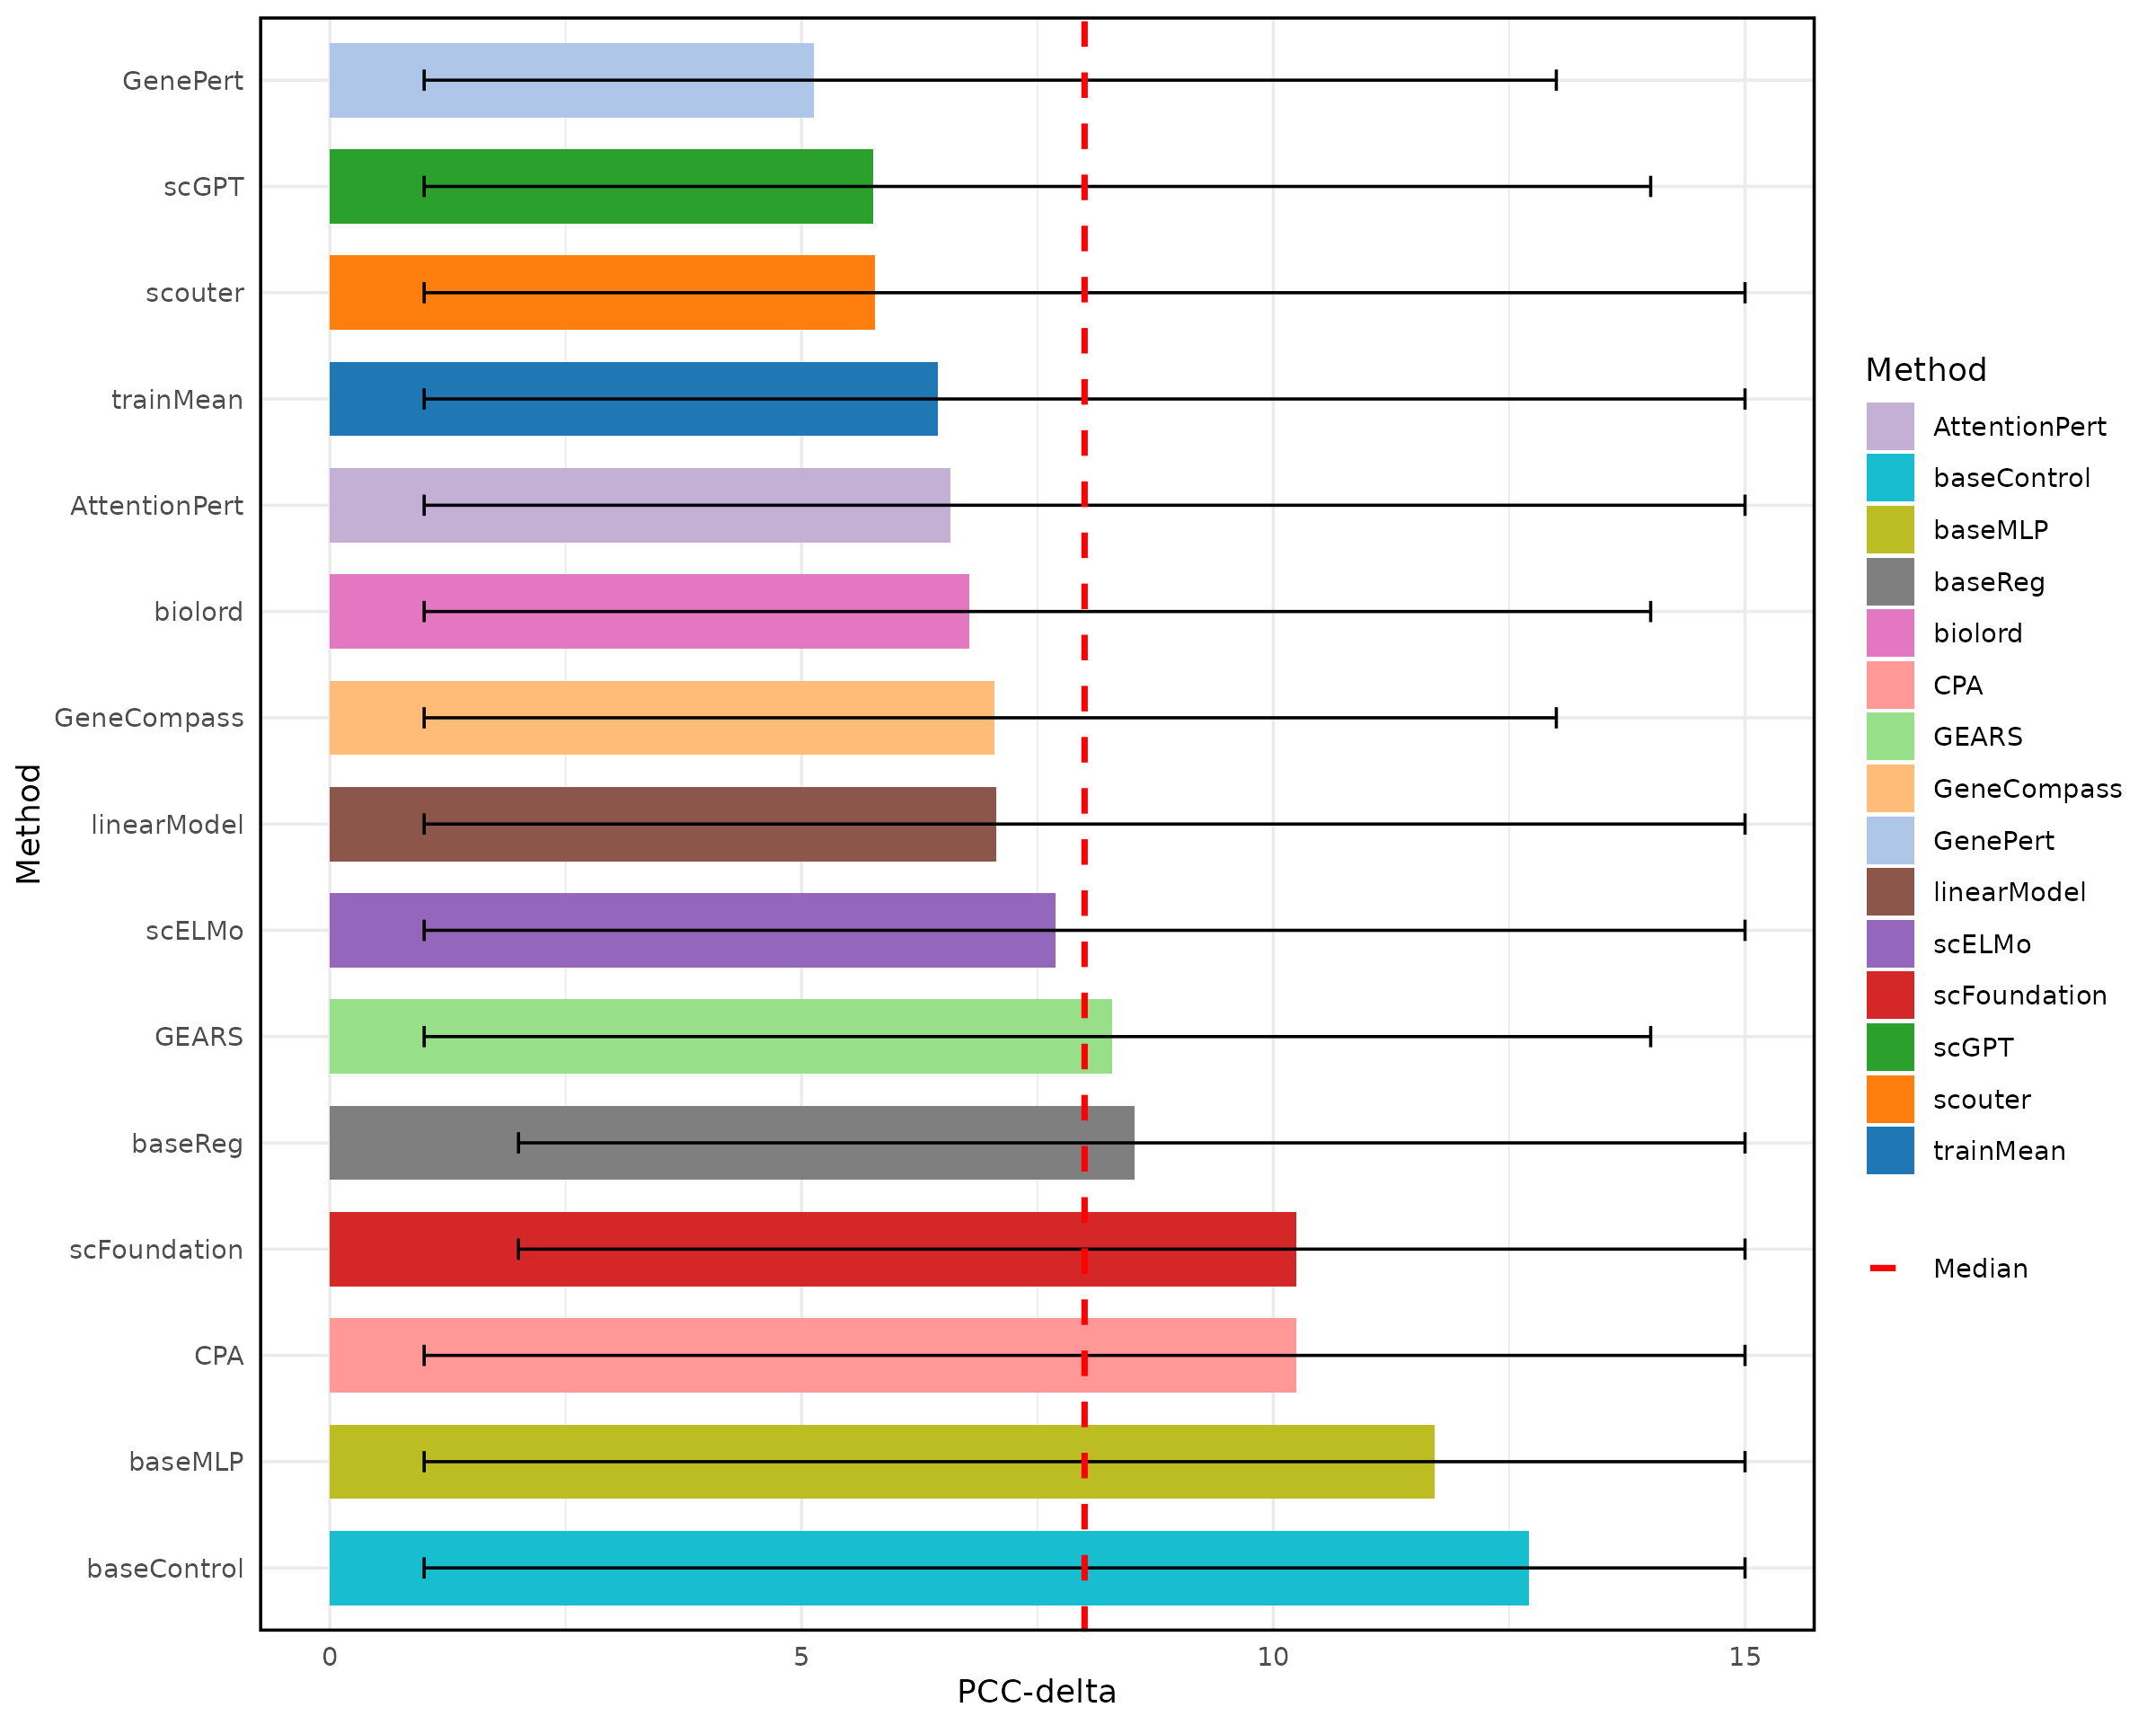 GenePert
scGPT
scouter
trainMean
AttentionPert
biolord
GeneCompass
linearModel
scELMo
GEARS
baseReg
scFoundation
CPA
baseMLP
baseControl
Method
0 5 10 15
PCC-delta
Method
AttentionPert
baseControl
baseMLP
baseReg
biolord
CPA
GEARS
GeneCompass
GenePert
linearModel
scELMo
scFoundation
scGPT
scouter
trainMean
Median